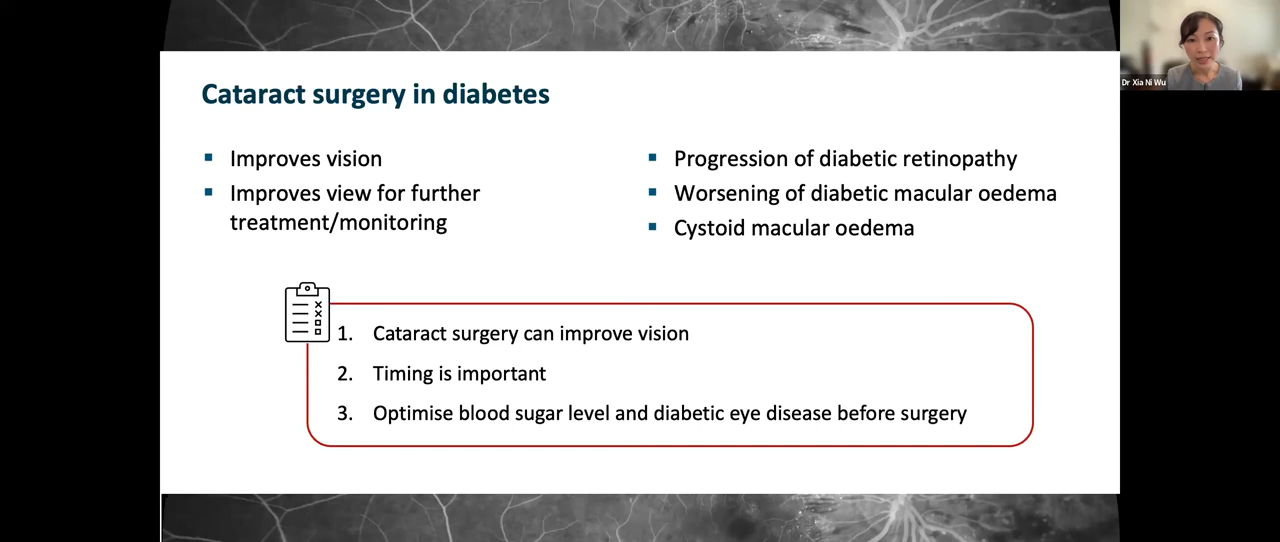 Cataract surgery in diabetes
Improves vision
Improves view for further
treatment/monitoring
Progression of diabetic retinopathy
Worsening of diabetic macular oedema
Cystoid macular oedema
1. Cataract surgery can improve vision
2. Timing is important
3. Optimise blood sugar level and diabetic eye disease before surgery
Dr Xia Ni Wu